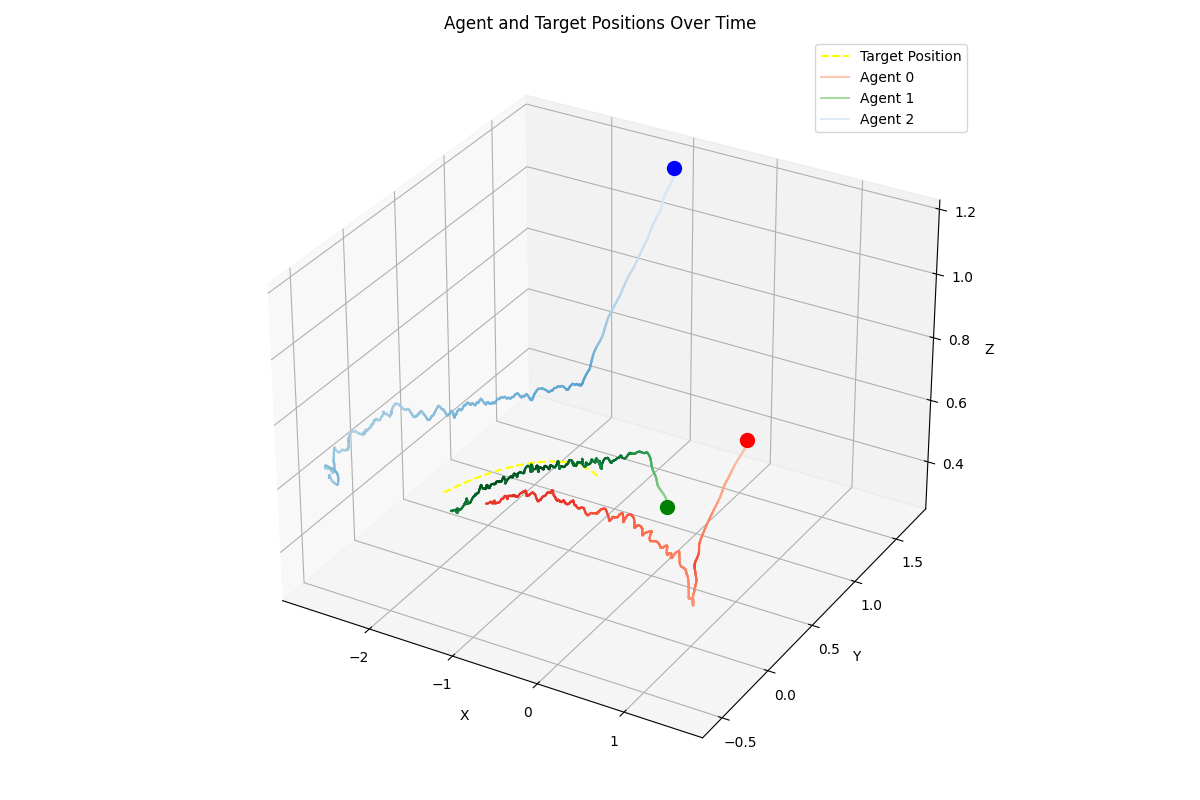 Agent and Target Positions Over Time
Target Position
Agent 0
Agent 1
Agent 2
1.2
1.0
Z
0.8
0.6
0.4
1.5
1.0
0.5
Y
0.0
−0.5
−2
−1
X
0
1